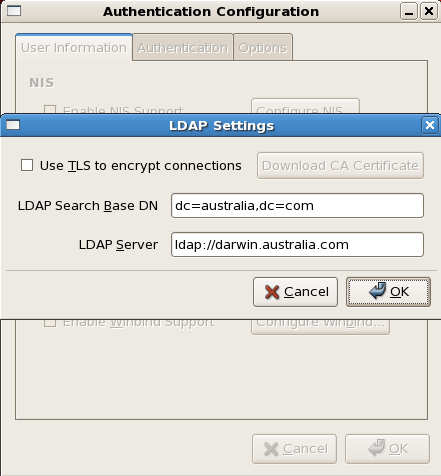 Authentication Configuration
User Information Authentication Options
NIS
Enable NIS Support Configure NIS...
LDAP Settings
Use TLS to encrypt connections Download CA Certificate
LDAP Search Base DN dc=australia,dc=com
LDAP Server ldap://darwin.australia.com
Cancel OK
Enable Winbind Support Configure Winbind...
Cancel OK